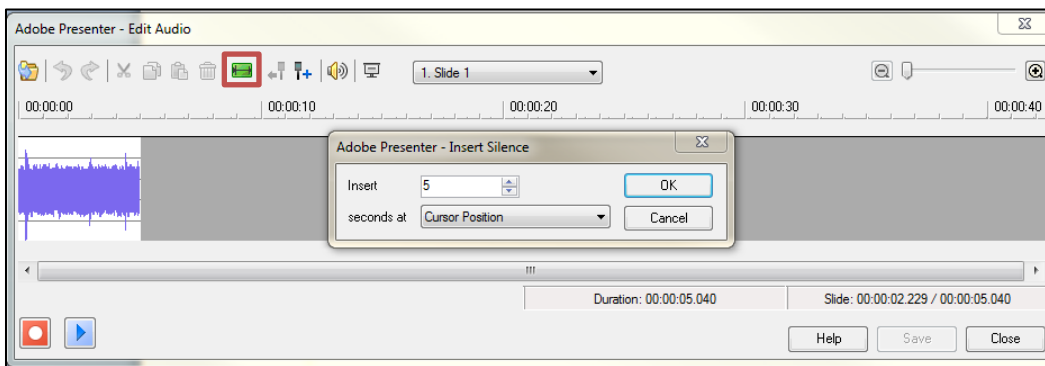 Adobe Presenter - Edit Audio
1. Slide 1
00:00:00 00:00:10 00:00:20 00:00:30 00:00:40
Adobe Presenter - Insert Silence
Insert 5 OK
seconds at Cursor Position Cancel
Duration: 00:00:05.040 Slide: 00:00:02.229 / 00:00:05.040
Help Save Close